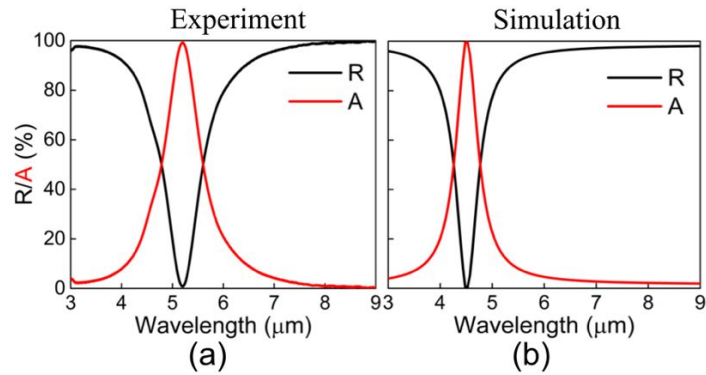 Experiment
Simulation
100
80
60
40
20
0
R/A (%)
R
A
3
4
5
6
7
8
9
Wavelength (μm)
(a)
R
A
3
4
5
6
7
8
9
Wavelength (μm)
(b)